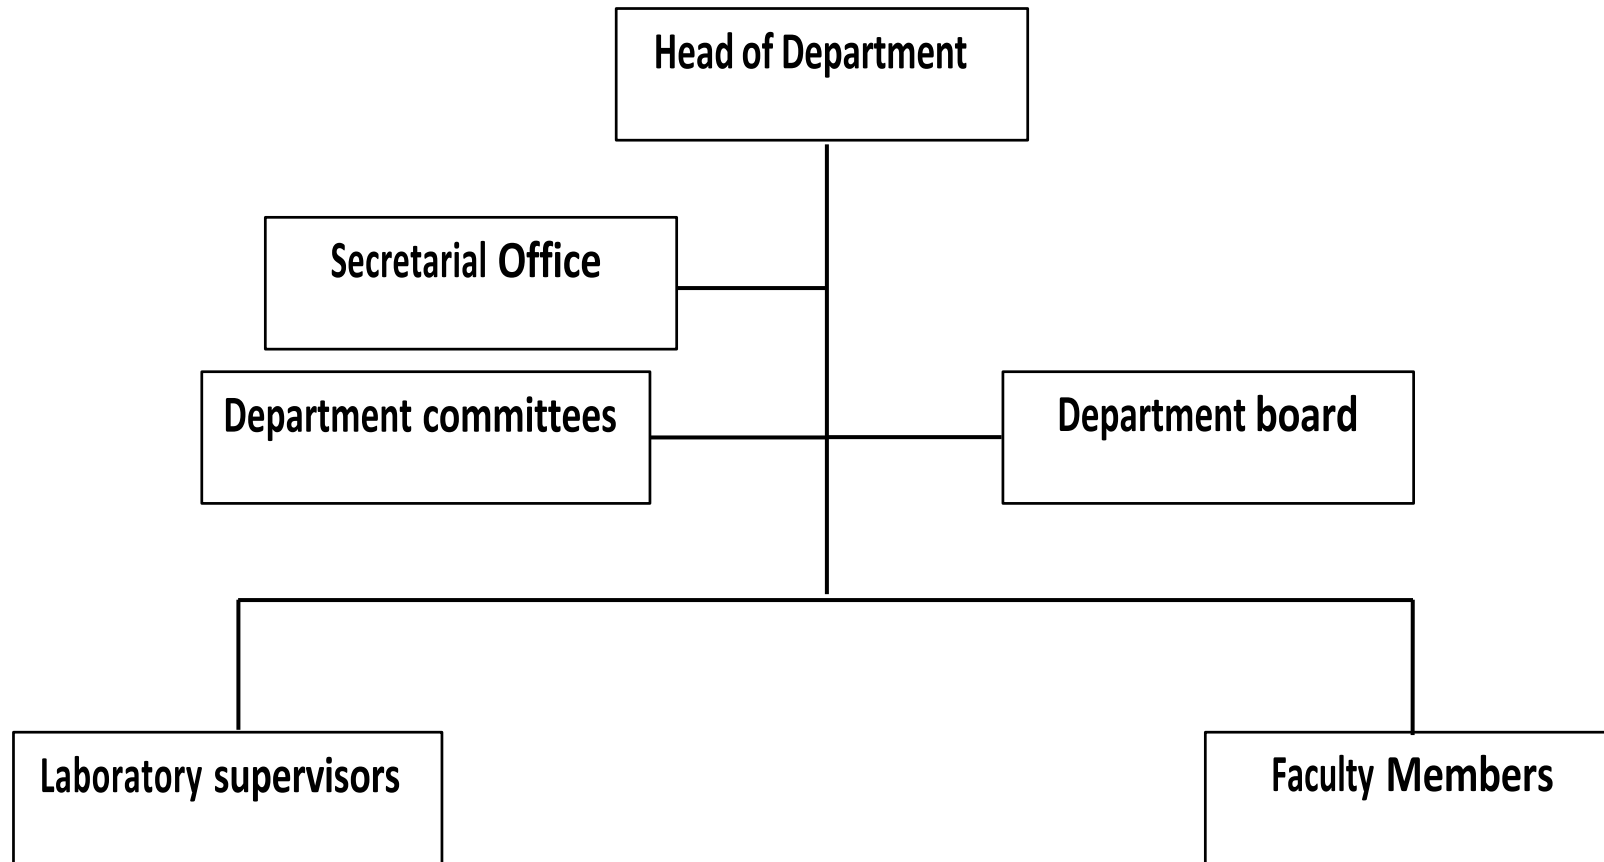 Head of Department
Secretarial Office
Department committees
Department board
Laboratory supervisors
Faculty Members